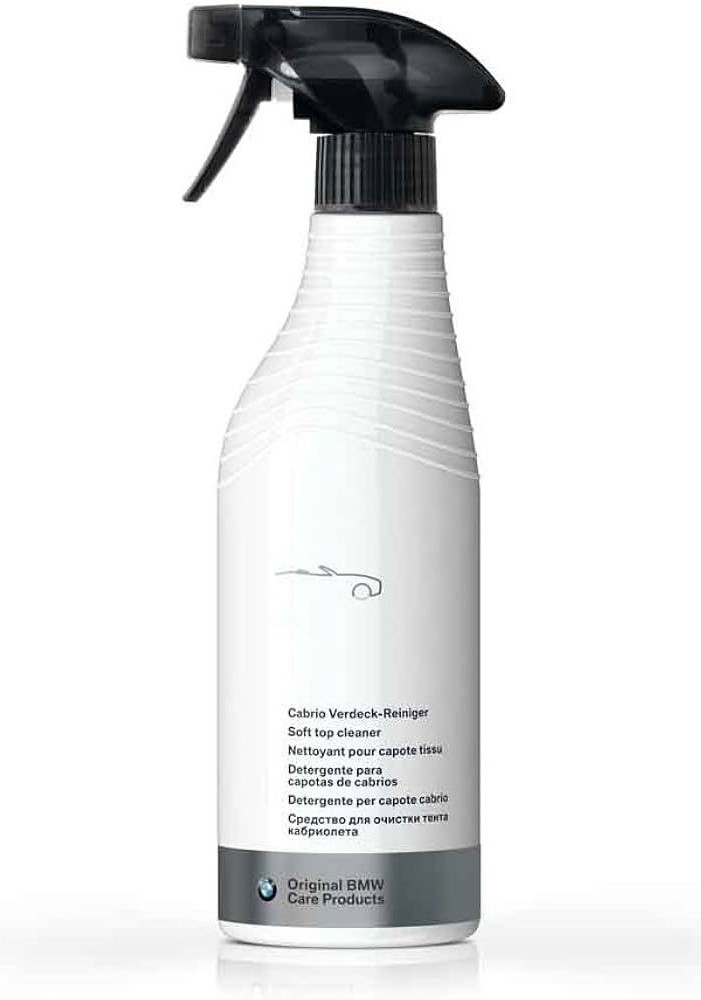 Cabrio Verdeck-Reiniger
Soft top cleaner
Nettoyant pour capote tissu
Detergente para
capotas de cabrios
Detergente per capote cabrio
Средство для очистки тента
кабриолета
Original BMW
Care Products